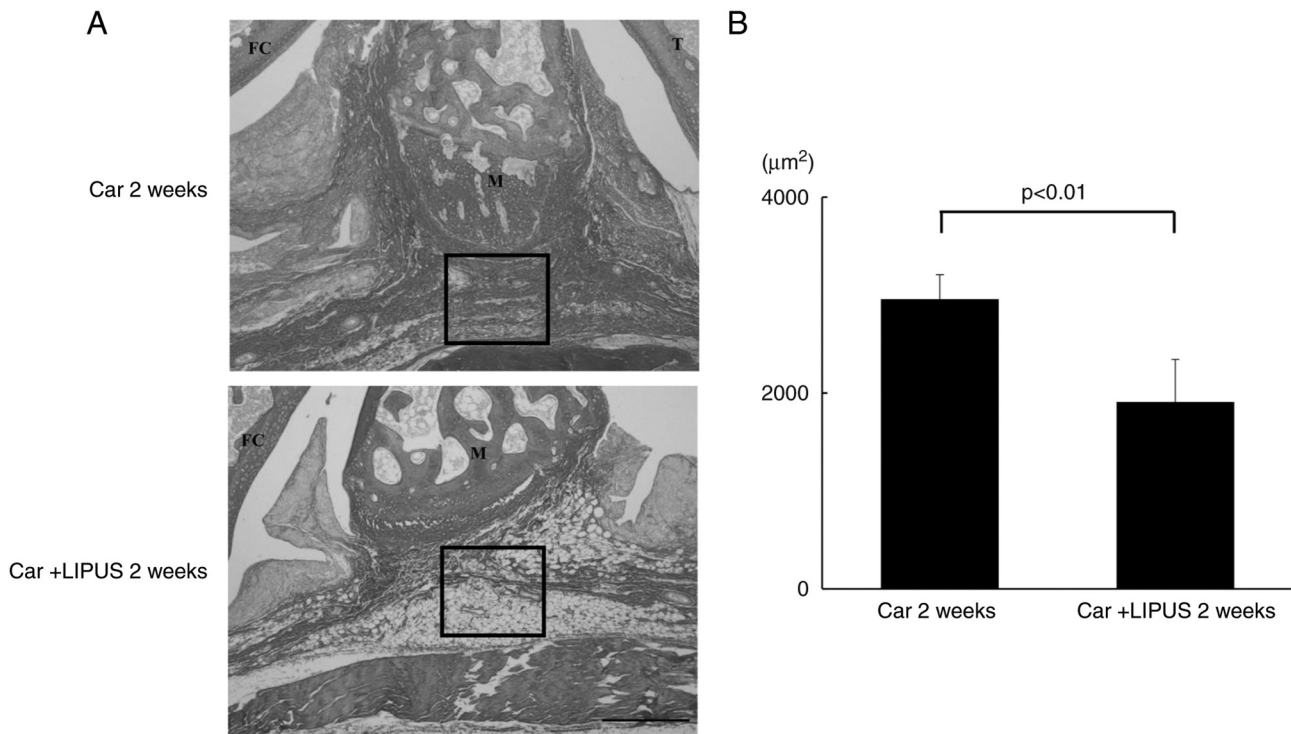 A
B
FC
T
Car 2 weeks
M
FC
M
Car +LIPUS 2 weeks
(μm²)
4000
p<0.01
2000
0
Car 2 weeks
Car +LIPUS 2 weeks